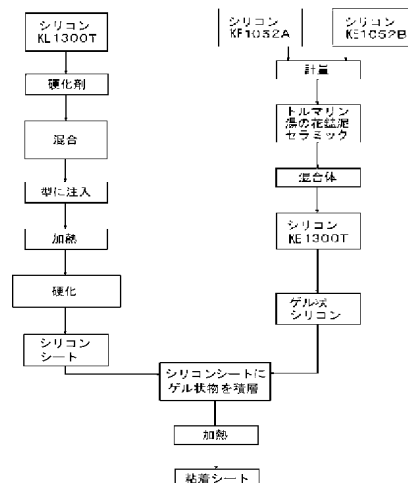 シリコン
KL1300T
硬化剤
混合
型に注入
加熱
硬化
シリコン
シート
シリコン
KF1052A
シリコン
KE1052B
計量
トルマリン
湯の花鉱泥
セラミック
混合体
シリコン
KE1300T
ゲル状
シリコン
シリコンシートに
ゲル状物を積層
加熱
粘着シート